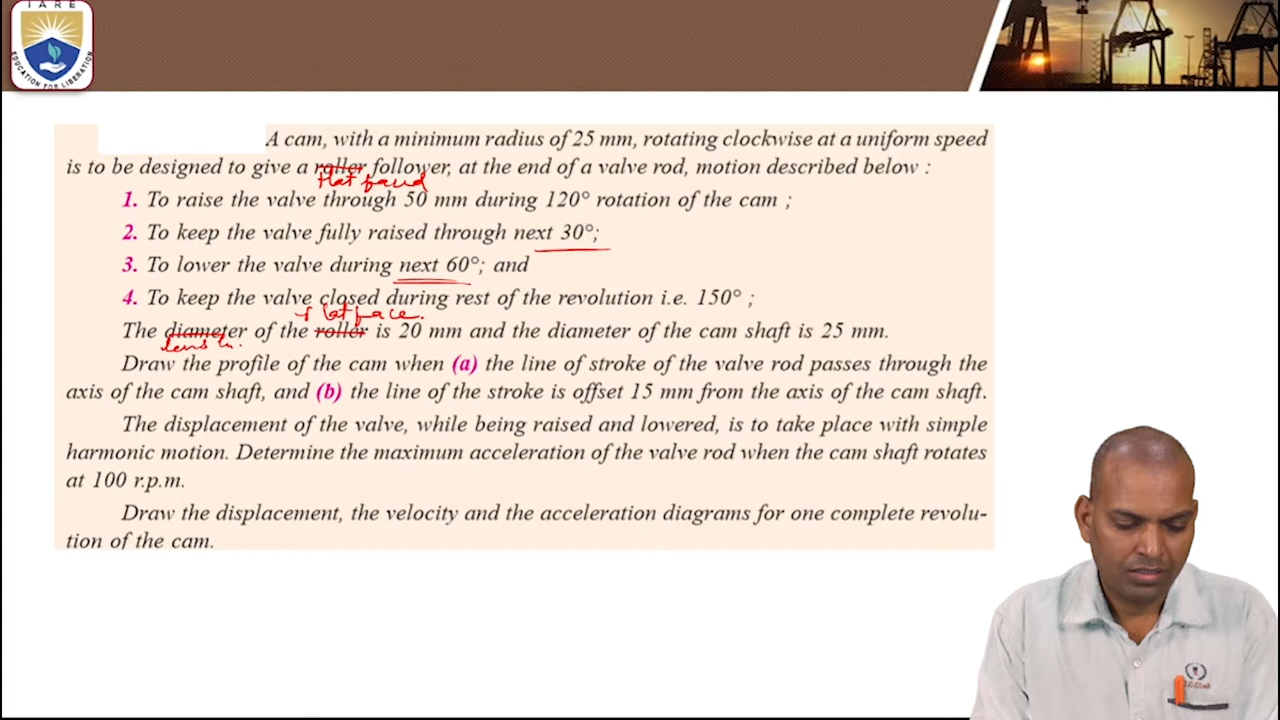 IARE
EDUCATION FOR LIBERATION
A cam, with a minimum radius of 25 mm, rotating clockwise at a uniform speed
is to be designed to give a roller follower, at the end of a valve rod, motion described below :
flat faced
1. To raise the valve through 50 mm during 120° rotation of the cam ;
2. To keep the valve fully raised through next 30°;
3. To lower the valve during next 60°; and
4. To keep the valve closed during rest of the revolution i.e. 150° ;
flat face.
The diameter of the roller is 20 mm and the diameter of the cam shaft is 25 mm.
Draw the profile of the cam when (a) the line of stroke of the valve rod passes through the
axis of the cam shaft, and (b) the line of the stroke is offset 15 mm from the axis of the cam shaft.
The displacement of the valve, while being raised and lowered, is to take place with simple
harmonic motion. Determine the maximum acceleration of the valve rod when the cam shaft rotates
at 100 r.p.m.
Draw the displacement, the velocity and the acceleration diagrams for one complete revolu-
tion of the cam.